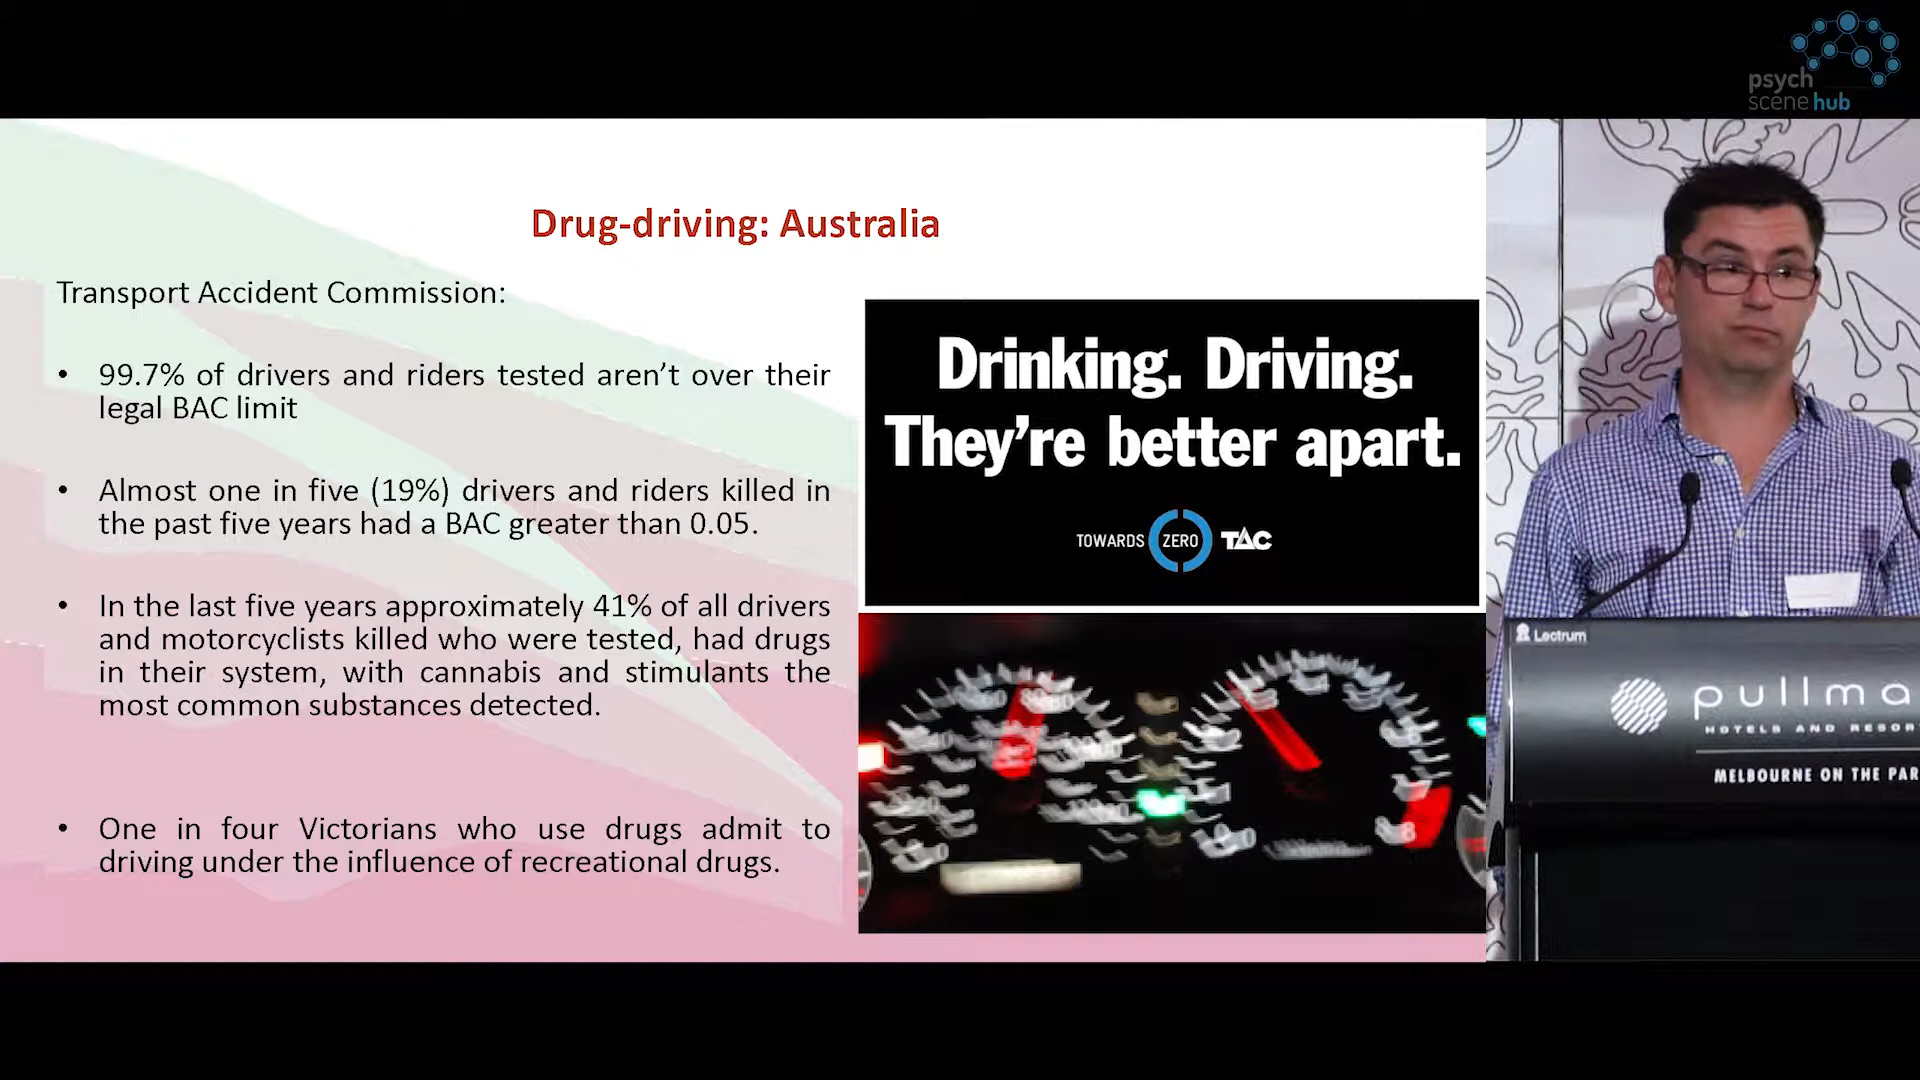 psych
scene hub
Drug-driving: Australia
Transport Accident Commission:
• 99.7% of drivers and riders tested aren’t over their
legal BAC limit
• Almost one in five (19%) drivers and riders killed in
the past five years had a BAC greater than 0.05.
• In the last five years approximately 41% of all drivers
and motorcyclists killed who were tested, had drugs
in their system, with cannabis and stimulants the
most common substances detected.
• One in four Victorians who use drugs admit to
driving under the influence of recreational drugs.
Drinking. Driving.
They’re better apart.
TOWARDS ZERO TAC
Lectrum
pullma
HOTELS AND RESOR
MELBOURNE ON THE PAR